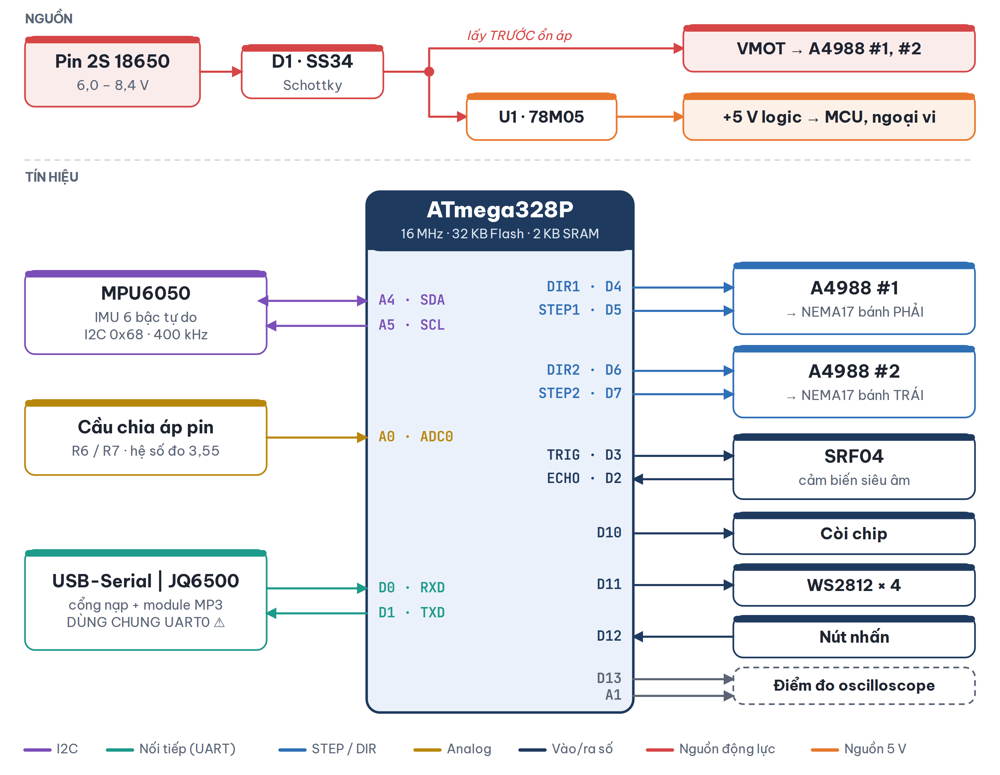 NGUỒN
Pin 2S 18650
6,0 – 8,4 V
D1 · SS34
Schottky
lấy TRƯỚC ổn áp
VMOT → A4988 #1, #2
U1 · 78M05
+5 V logic → MCU, ngoại vi
TÍN HIỆU
ATmega328P
16 MHz · 32 KB Flash · 2 KB SRAM
MPU6050
IMU 6 bậc tự do
I2C 0x68 · 400 kHz
A4 · SDA
A5 · SCL
Cầu chia áp pin
R6 / R7 · hệ số đo 3,55
A0 · ADC0
USB-Serial | JQ6500
cổng nạp + module MP3
DÙNG CHUNG UART0 ⚠
D0 · RXD
D1 · TXD
DIR1 · D4
STEP1 · D5
A4988 #1
→ NEMA17 bánh PHẢI
DIR2 · D6
STEP2 · D7
A4988 #2
→ NEMA17 bánh TRÁI
TRIG · D3
ECHO · D2
SRF04
cảm biến siêu âm
D10
Còi chip
D11
WS2812 × 4
D12
Nút nhấn
D13
A1
Điểm đo oscilloscope
I2C
Nối tiếp (UART)
STEP / DIR
Analog
Vào/ra số
Nguồn động lực
Nguồn 5 V